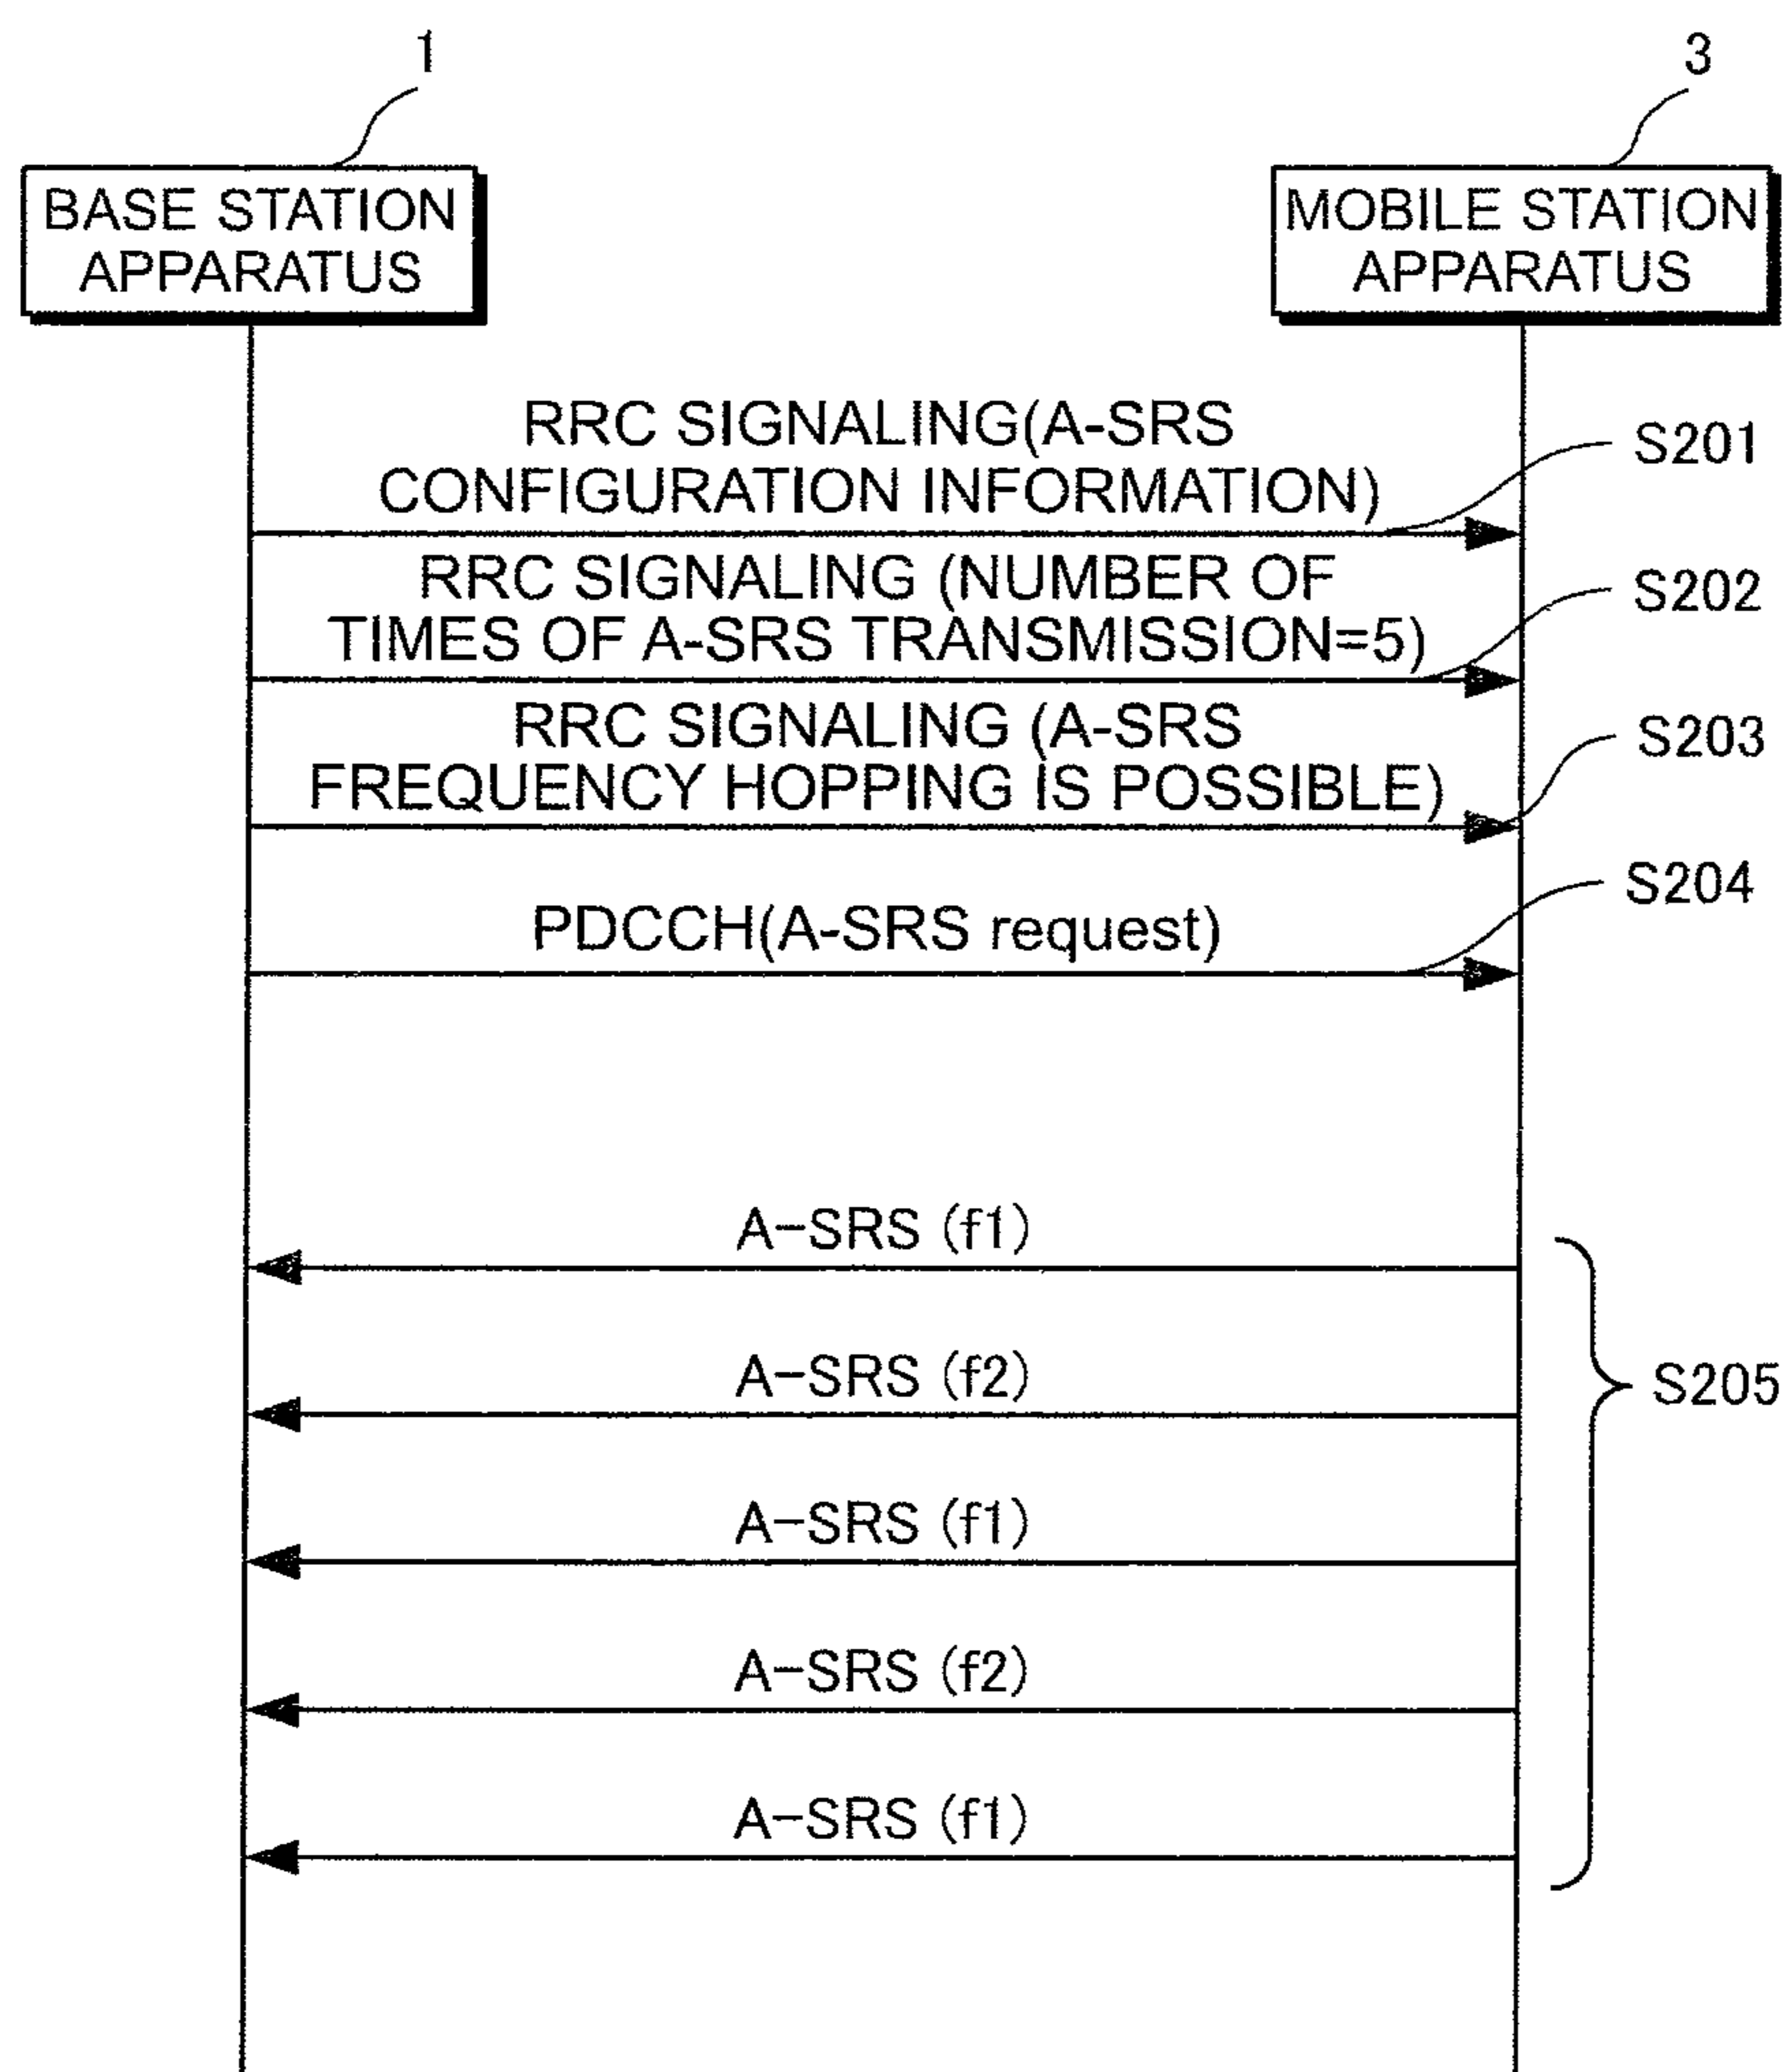 1
3
BASE STATION
APPARATUS
MOBILE STATION
APPARATUS
RRC SIGNALING(A-SRS
CONFIGURATION INFORMATION)
S201
RRC SIGNALING (NUMBER OF
TIMES OF A-SRS TRANSMISSION=5)
S202
RRC SIGNALING (A-SRS
FREQUENCY HOPPING IS POSSIBLE)
S203
PDCCH(A-SRS request)
S204
A-SRS (f1)
A-SRS (f2)
S205
A-SRS (f1)
A-SRS (f2)
A-SRS (f1)